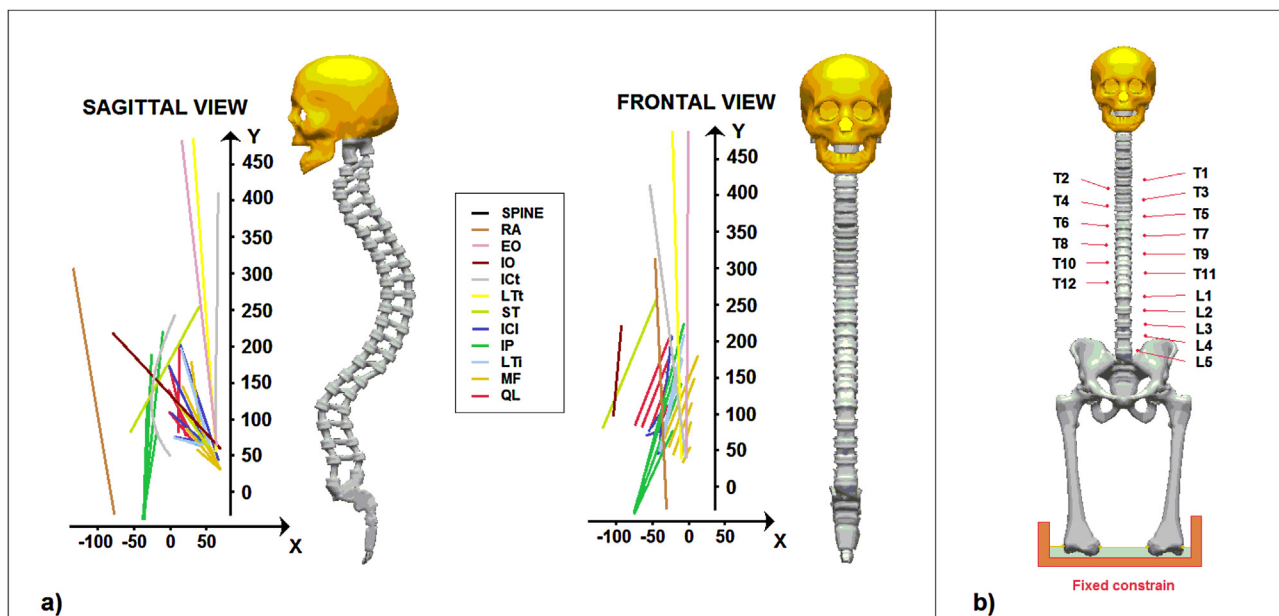 SAGITTAL VIEW
Y
450
400
350
300
250
200
150
100
50
0
-100 -50 0 50
X
SPINE
RA
EO
IO
ICt
LTt
ST
ICI
IP
LTi
MF
QL
FRONTAL VIEW
Y
450
400
350
300
250
200
150
100
50
0
-100 -50 0
X
a)
T2 T1
T4 T3
T6 T5
T8 T7
T10 T9
T12 T11
L1
L2
L3
L4
L5
Fixed constrain
b)